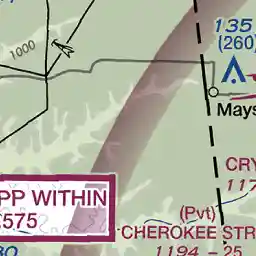 1000
135
(260)
Mays
PP WITHIN
575
CRY
117
(Pvt)
CHEROKEE STR
1194 - 25